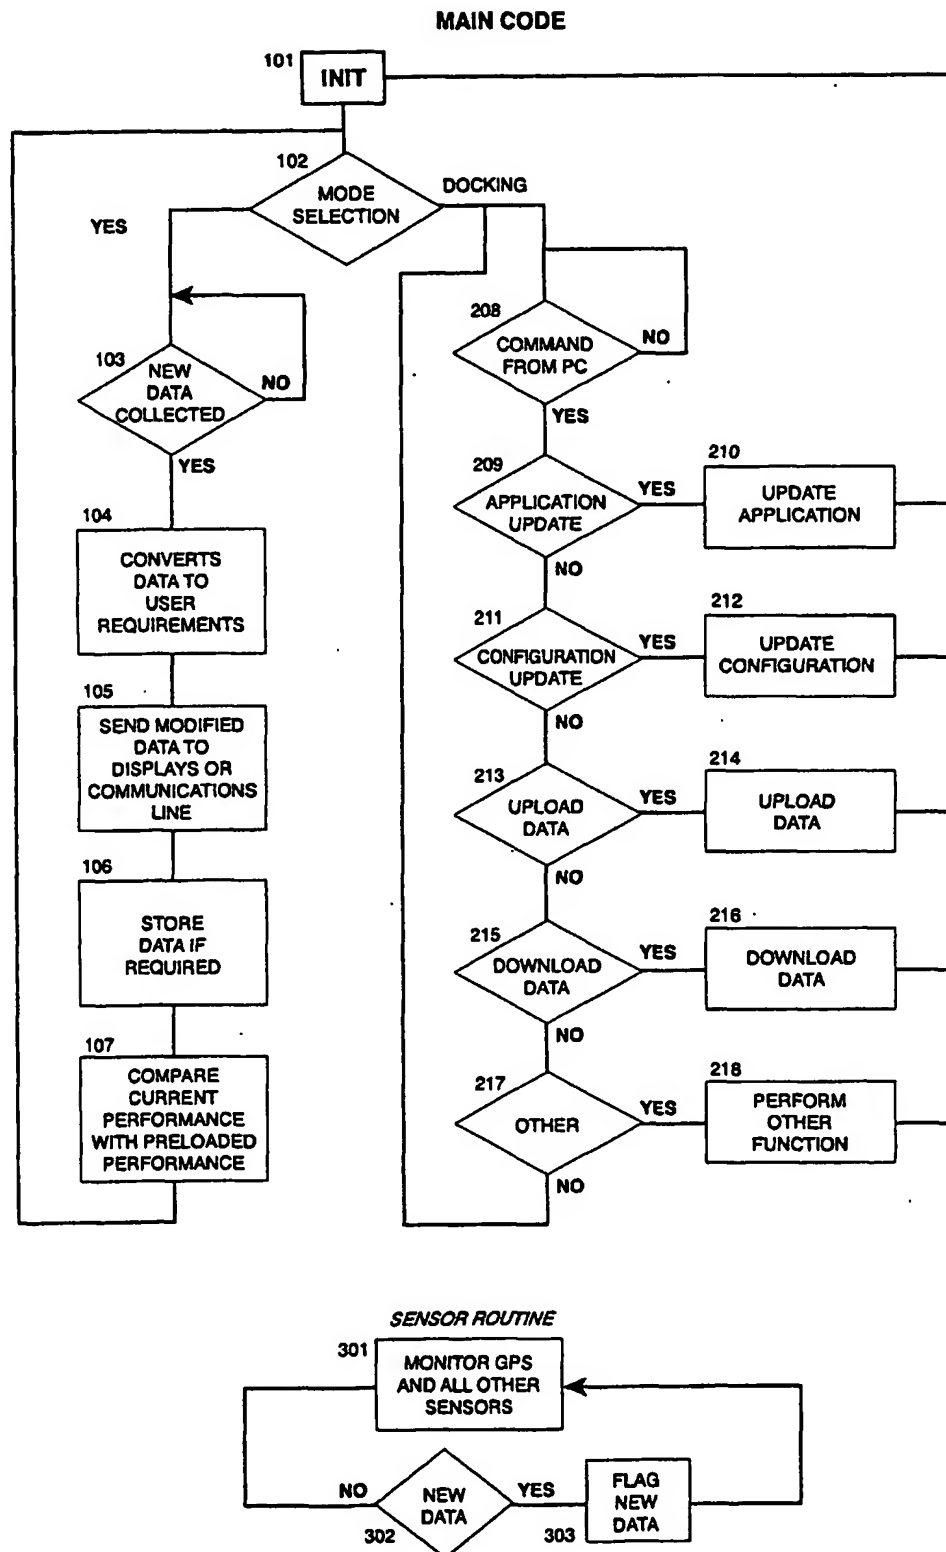 MAIN CODE
101
INIT
102
MODE
SELECTION
DOCKING
YES
103
NEW
DATA
COLLECTED
NO
YES
104
CONVERTS
DATA TO
USER
REQUIREMENTS
105
SEND MODIFIED
DATA TO
DISPLAYS OR
COMMUNICATIONS
LINE
106
STORE
DATA IF
REQUIRED
107
COMPARE
CURRENT
PERFORMANCE
WITH PRELOADED
PERFORMANCE
208
COMMAND
FROM PC
NO
YES
209
APPLICATION
UPDATE
YES
NO
210
UPDATE
APPLICATION
211
CONFIGURATION
UPDATE
YES
NO
212
UPDATE
CONFIGURATION
213
UPLOAD
DATA
YES
NO
214
UPLOAD
DATA
215
DOWNLOAD
DATA
YES
NO
216
DOWNLOAD
DATA
217
OTHER
YES
NO
218
PERFORM
OTHER
FUNCTION
SENSOR ROUTINE
301
MONITOR GPS
AND ALL OTHER
SENSORS
NO
NEW
DATA
302
YES
303
FLAG
NEW
DATA